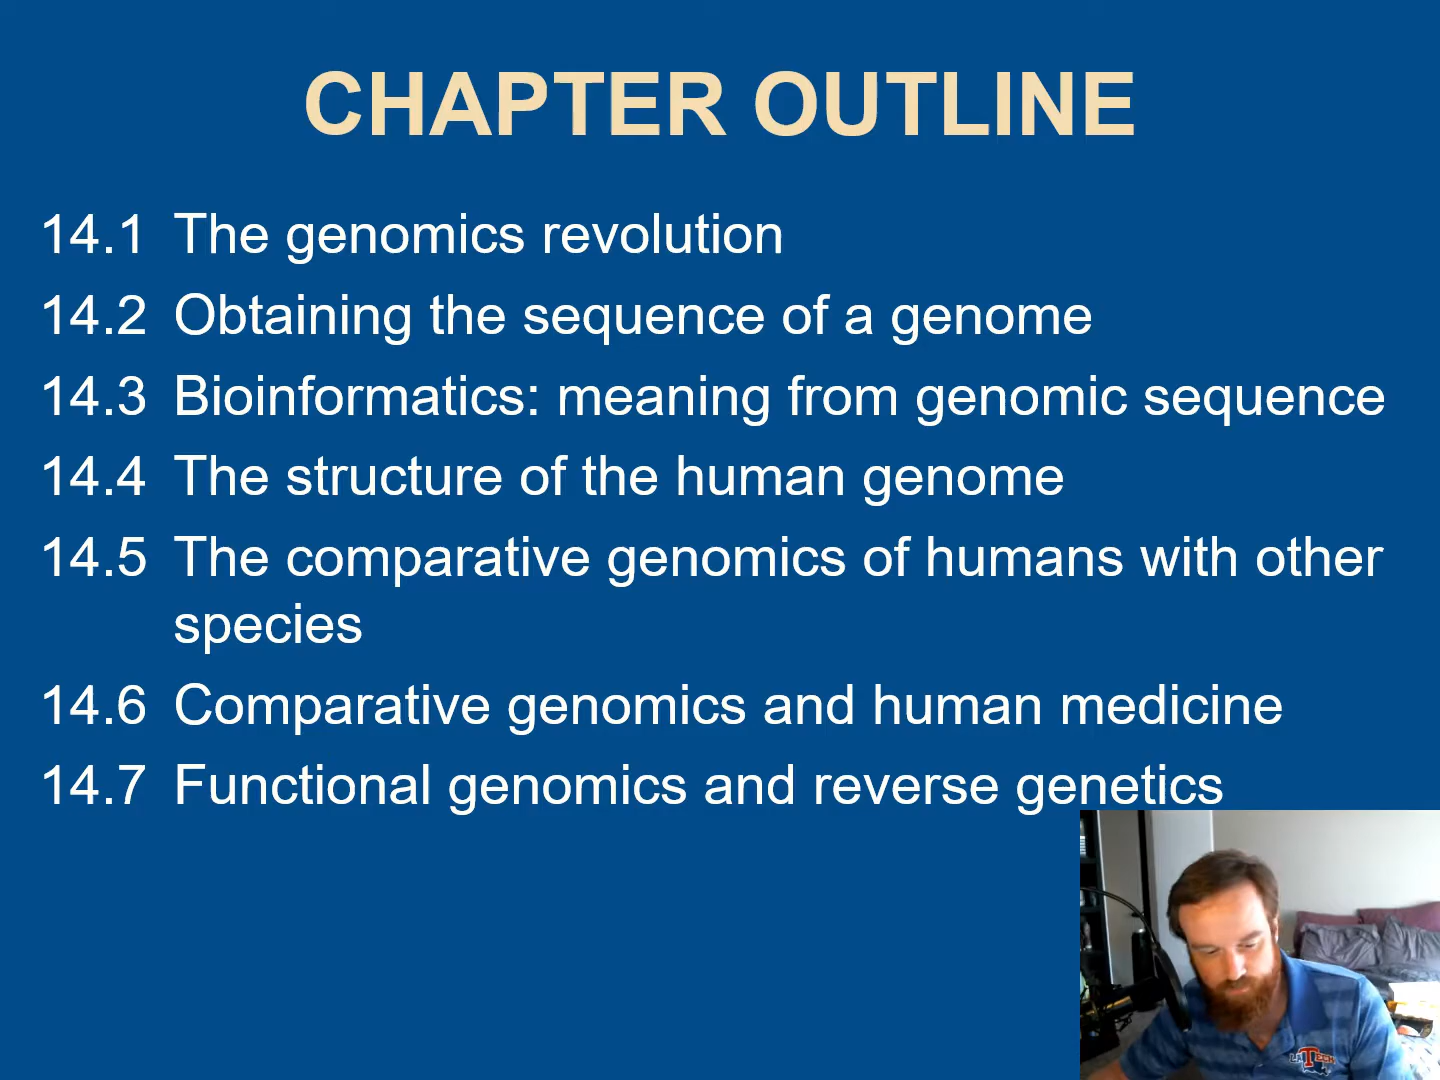 CHAPTER OUTLINE
14.1 The genomics revolution
14.2 Obtaining the sequence of a genome
14.3 Bioinformatics: meaning from genomic sequence
14.4 The structure of the human genome
14.5 The comparative genomics of humans with other
species
14.6 Comparative genomics and human medicine
14.7 Functional genomics and reverse genetics
LA TECH